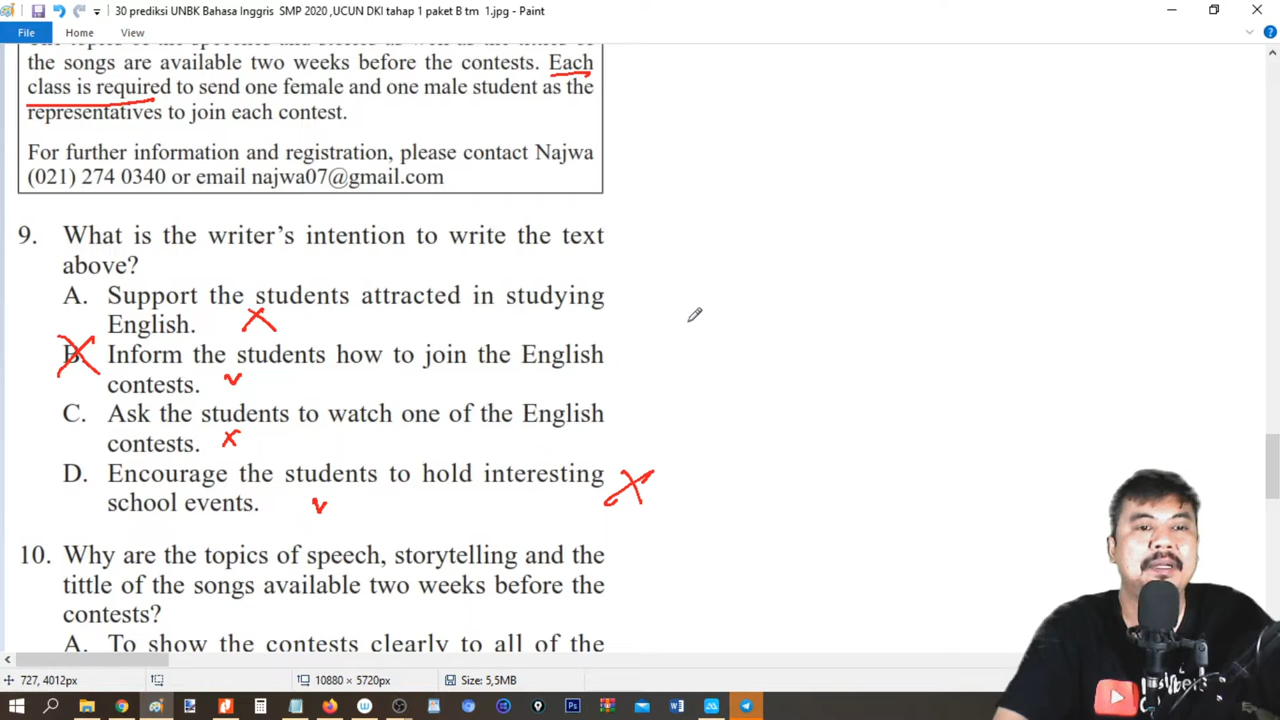 30 prediksi UNBK Bahasa Inggris SMP 2020 ,UCUN DKI tahap 1 paket B tm 1.jpg - Paint
File Home View
the songs are available two weeks before the contests. Each
class is required to send one female and one male student as the
representatives to join each contest.
For further information and registration, please contact Najwa
(021) 274 0340 or email najwa07@gmail.com
9. What is the writer's intention to write the text
above?
A. Support the students attracted in studying
English.
B. Inform the students how to join the English
contests.
C. Ask the students to watch one of the English
contests.
D. Encourage the students to hold interesting
school events.
10. Why are the topics of speech, storytelling and the
tittle of the songs available two weeks before the
contests?
A. To show the contests clearly to all of the
727, 4012px
10880 × 5720px
Size: 5,5MB